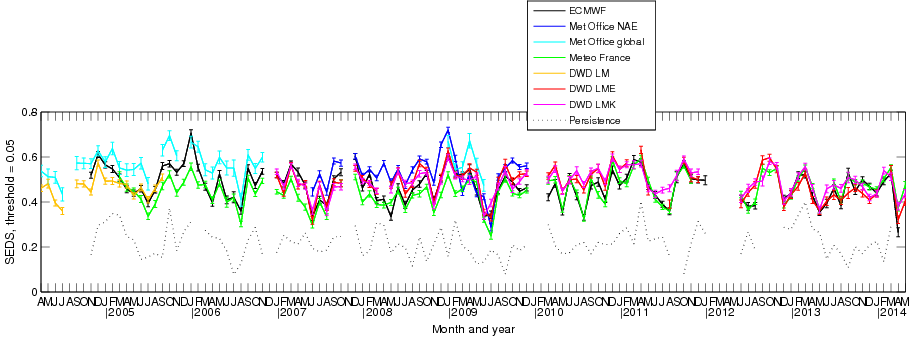 ECMWF
Met Office NAE
Met Office global
Meteo France
DWD LM
DWD LME
DWD LMK
Persistence
0.8
0.6
0.4
0.2
0
SEDS, threshold = 0.05
AMJJASONDJFMAMJJASONDJFMAMJJASONDJFMAMJJASONDJFMAMJJASONDJFMAMJJASONDJFMAMJJASONDJFMAMJJASONDJFMAMJJASONDJFMAMJJASONDJFMAM
|2005 |2006 |2007 |2008 |2009 |2010 |2011 |2012 |2013 |2014
Month and year